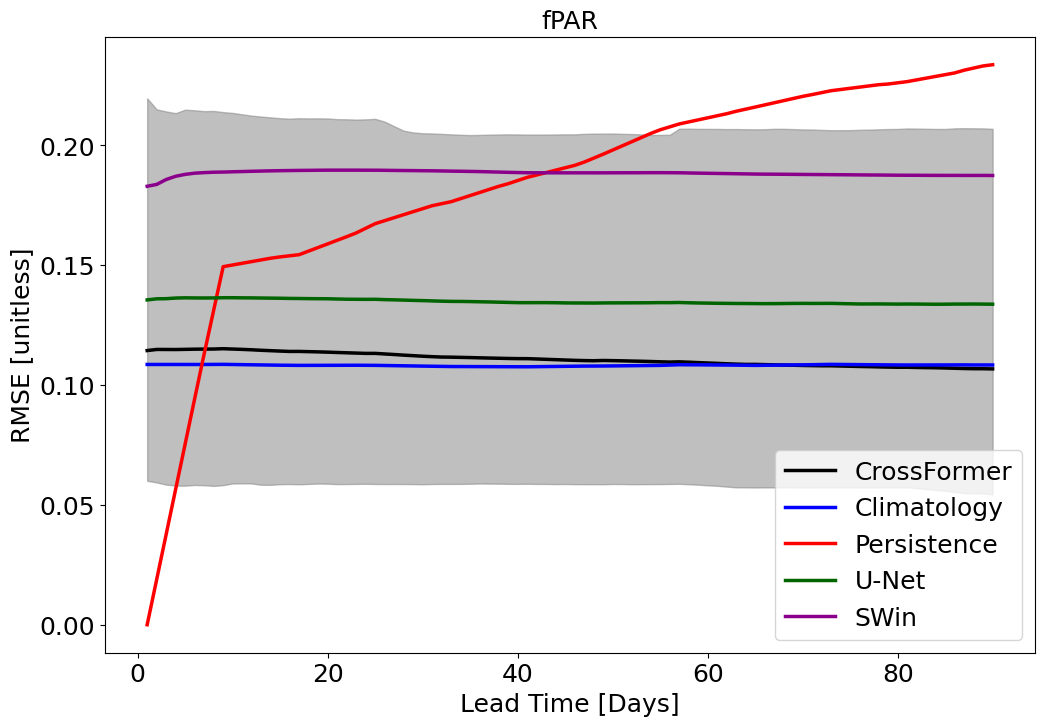 fPAR
RMSE [unitless]
0.20
0.15
0.10
0.05
0.00
0 20 40 60 80
Lead Time [Days]
CrossFormer
Climatology
Persistence
U-Net
SWin